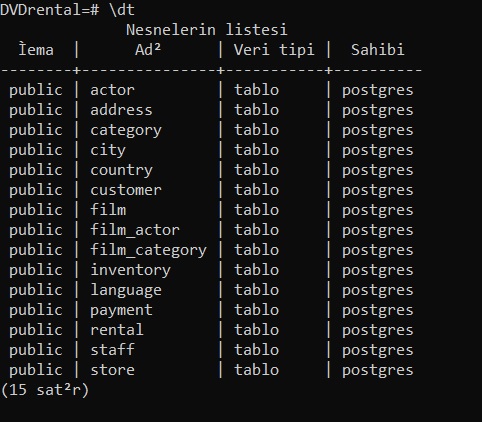 DVDrental=# \dt
Nesnelerin listesi
Ìema | Ad² | Veri tipi | Sahibi
--------+---------------+-----------+----------
public | actor | tablo | postgres
public | address | tablo | postgres
public | category | tablo | postgres
public | city | tablo | postgres
public | country | tablo | postgres
public | customer | tablo | postgres
public | film | tablo | postgres
public | film_actor | tablo | postgres
public | film_category | tablo | postgres
public | inventory | tablo | postgres
public | language | tablo | postgres
public | payment | tablo | postgres
public | rental | tablo | postgres
public | staff | tablo | postgres
public | store | tablo | postgres
(15 sat²r)